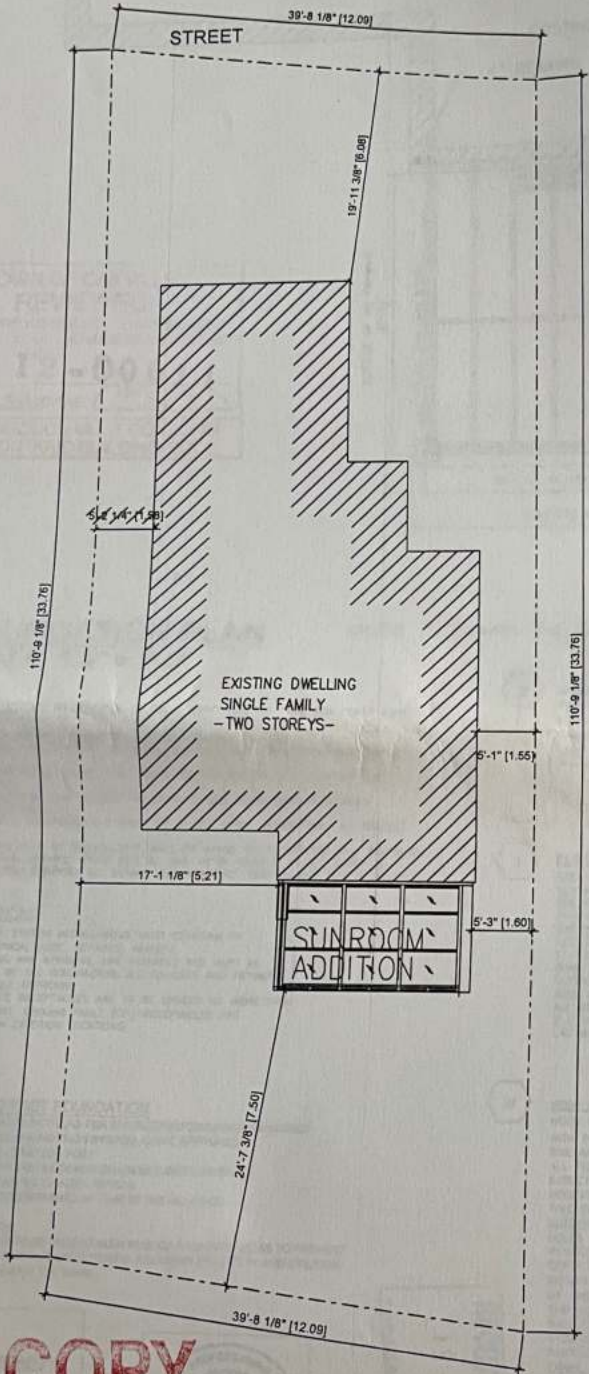 39'-8 1/8" [12.09]
STREET
19'-11 3/8" [6.08]
110'-9 1/8" [33.76]
110'-9 1/8" [33.76]
EXISTING DWELLING
SINGLE FAMILY
-TWO STOREYS-
5'-1" [1.55]
17'-1 1/8" [5.21]
5'-3" [1.60]
SUNROOM
ADDITION
24'-7 3/8" [7.50]
39'-8 1/8" [12.09]
COPY